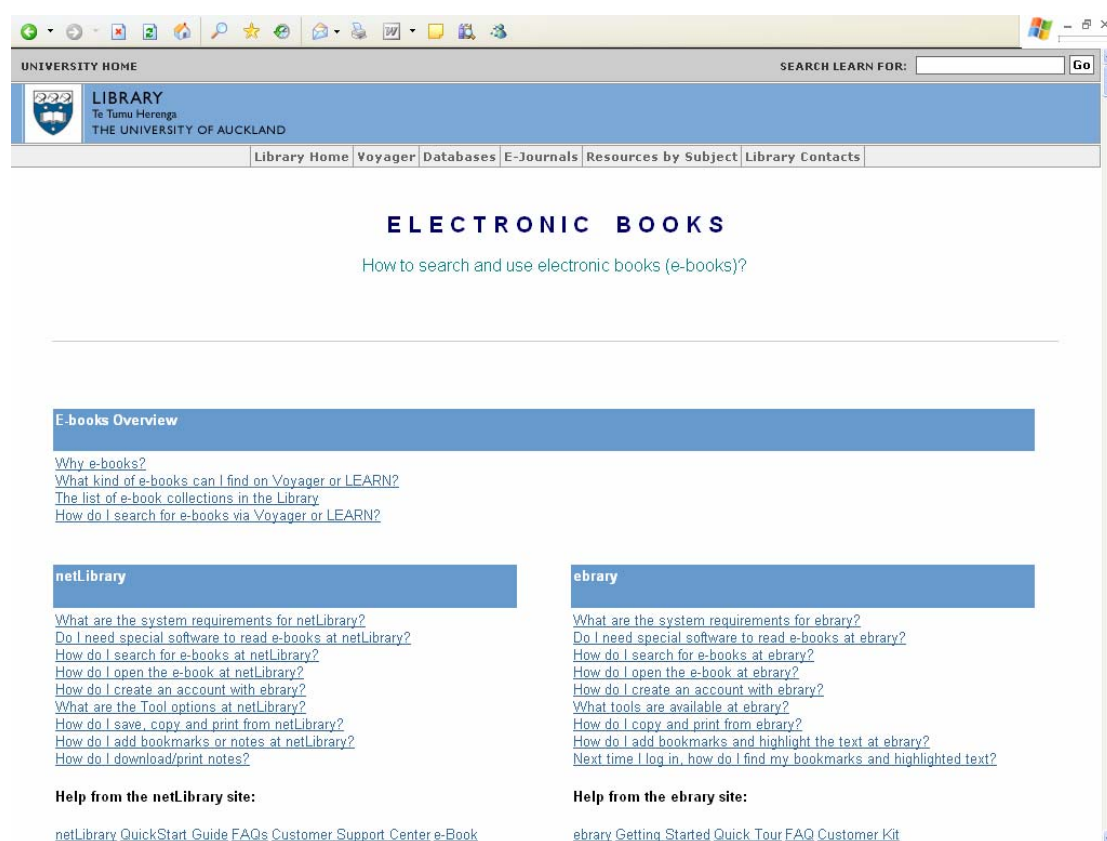 UNIVERSITY HOME
SEARCH LEARN FOR: Go
LIBRARY
Te Tumu Herenga
THE UNIVERSITY OF AUCKLAND
Library Home Voyager Databases E-Journals Resources by Subject Library Contacts
ELECTRONIC BOOKS
How to search and use electronic books (e-books)?
E-books Overview
Why e-books?
What kind of e-books can I find on Voyager or LEARN?
The list of e-book collections in the Library
How do I search for e-books via Voyager or LEARN?
netLibrary
What are the system requirements for netLibrary?
Do I need special software to read e-books at netLibrary?
How do I search for e-books at netLibrary?
How do I open the e-book at netLibrary?
How do I create an account with ebrary?
What are the Tool options at netLibrary?
How do I save, copy and print from netLibrary?
How do I add bookmarks or notes at netLibrary?
How do I download/print notes?
Help from the netLibrary site:
netLibrary QuickStart Guide FAQs Customer Support Center e-Book
ebrary
What are the system requirements for ebrary?
Do I need special software to read e-books at ebrary?
How do I search for e-books at ebrary?
How do I open the e-book at ebrary?
How do I create an account with ebrary?
What tools are available at ebrary?
How do I copy and print from ebrary?
How do I add bookmarks and highlight the text at ebrary?
Next time I log in, how do I find my bookmarks and highlighted text?
Help from the ebrary site:
ebrary Getting Started Quick Tour FAQ Customer Kit